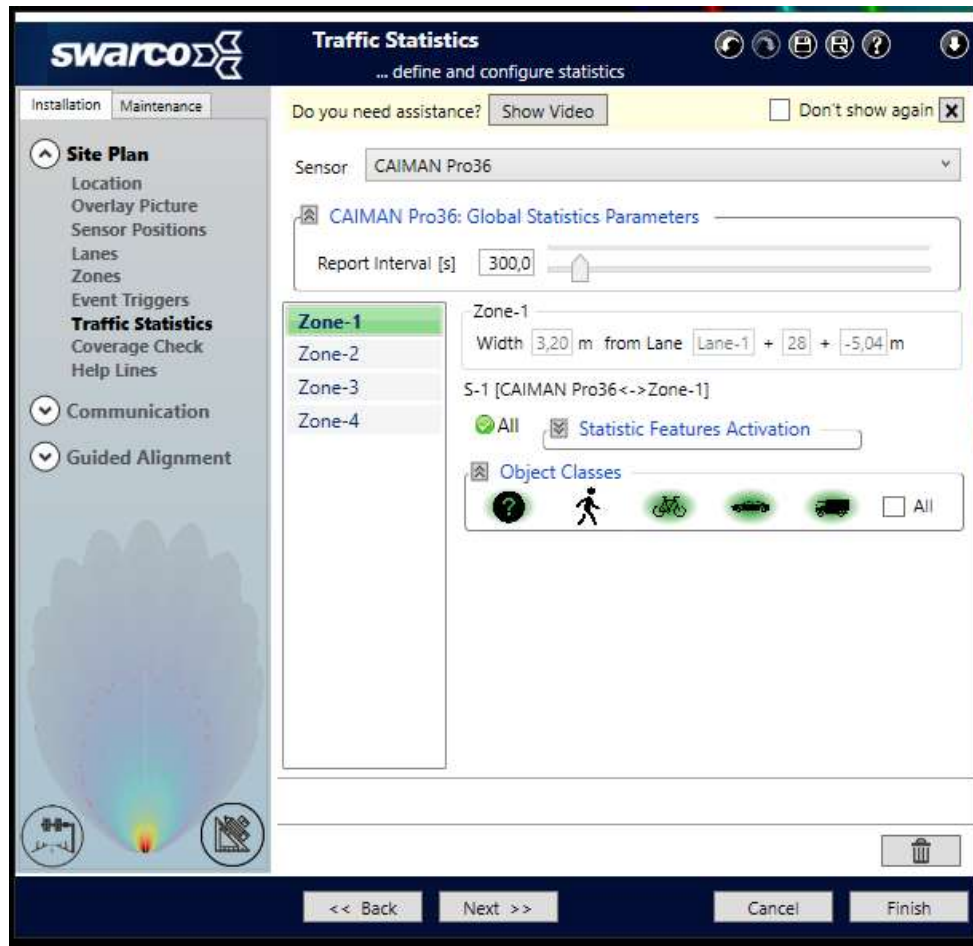 swarco
Traffic Statistics
... define and configure statistics
?
Installation
Maintenance
Do you need assistance?
Show Video
Don't show again
X
Site Plan
Location
Overlay Picture
Sensor Positions
Lanes
Zones
Event Triggers
Traffic Statistics
Coverage Check
Help Lines
Communication
Guided Alignment
Sensor
CAIMAN Pro36
CAIMAN Pro36: Global Statistics Parameters
Report Interval [s]
300,0
Zone-1
Zone-2
Zone-3
Zone-4
Zone-1
Width 3,20 m from Lane Lane-1 + 28 + -5,04 m
S-1 [CAIMAN Pro36<->Zone-1]
All
Statistic Features Activation
Object Classes
?
All
<< Back
Next >>
Cancel
Finish